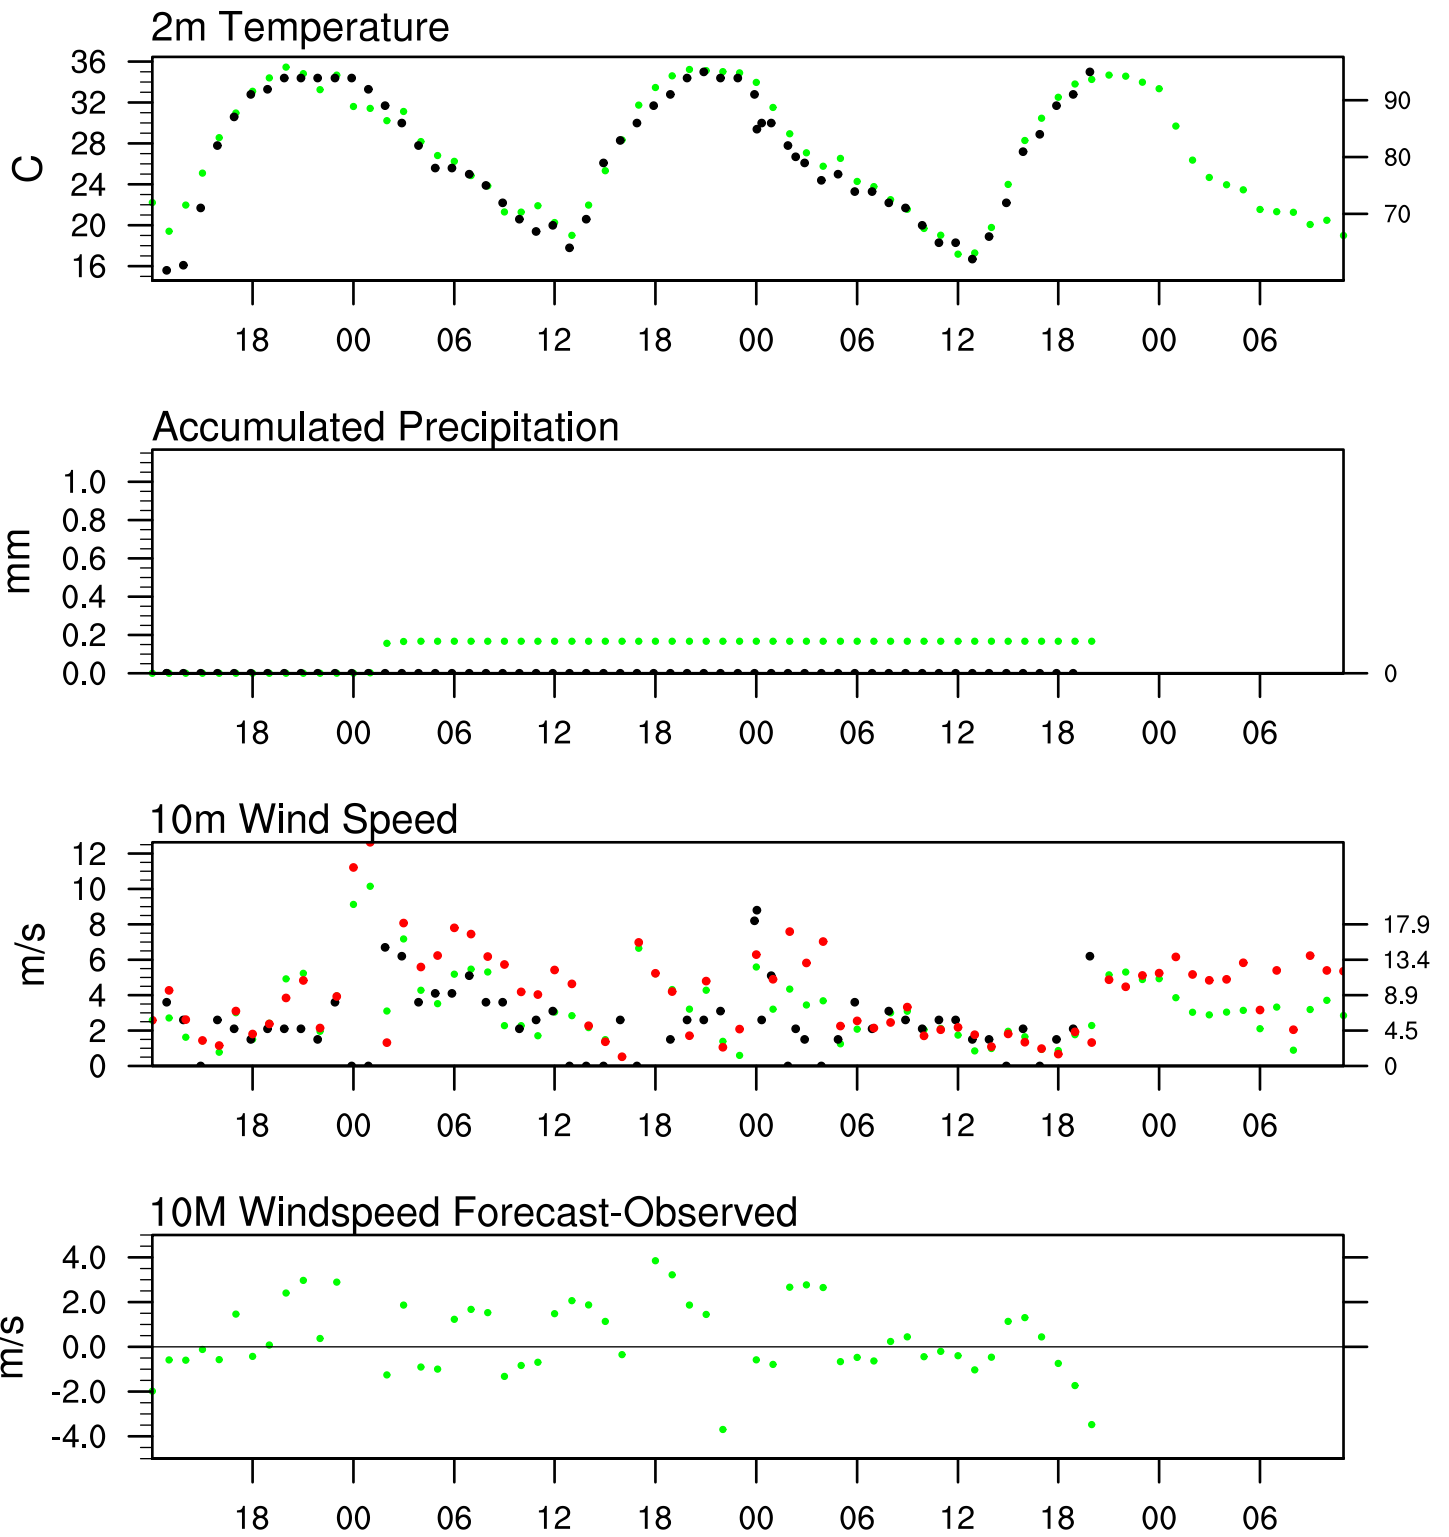 2m Temperature
36
32
28
24
20
16
C
90
80
70
18 00 06 12 18 00 06 12 18 00 06
Accumulated Precipitation
1.0
0.8
0.6
0.4
0.2
0.0
mm
0
18 00 06 12 18 00 06 12 18 00 06
10m Wind Speed
12
10
8
6
4
2
0
m/s
17.9
13.4
8.9
4.5
0
18 00 06 12 18 00 06 12 18 00 06
10M Windspeed Forecast-Observed
4.0
2.0
0.0
-2.0
-4.0
m/s
18 00 06 12 18 00 06 12 18 00 06